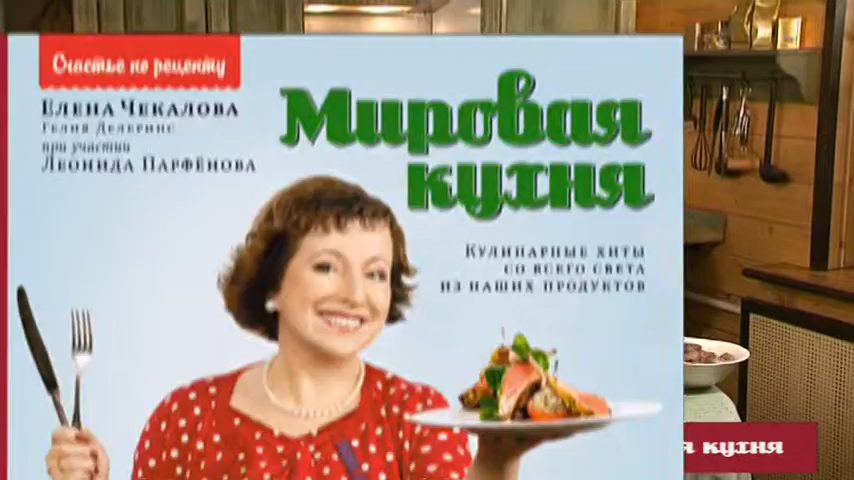 Счастье по рецепту
Елена Чекалова
Гелия Делеринс
при участии
Леонида Парфёнова
Мировая
кухня
Кулинарные хиты
со всего света
из наших продуктов
я кухня